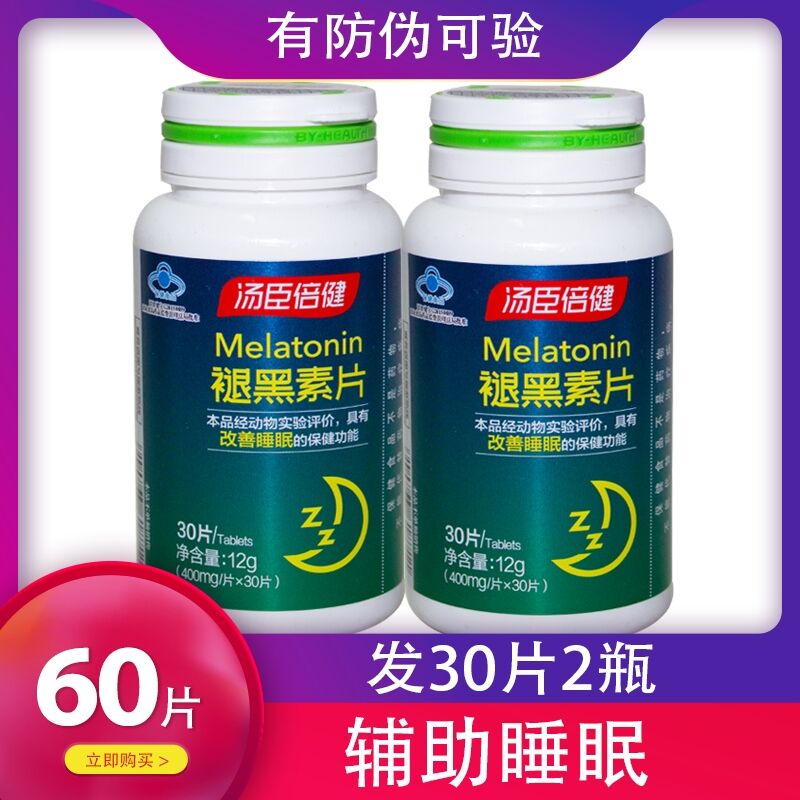 有防伪可验
BY-HEALTH
汤臣倍健
Melatonin
褪黑素片
本品经动物实验评价，具有
改善睡眠的保健功能
30片/Tablets
净含量:12g
(400mg/片×30片)
BY-HEALTH
汤臣倍健
Melatonin
褪黑素片
本品经动物实验评价，具有
改善睡眠的保健功能
30片/Tablets
净含量:12g
(400mg/片×30片)
60片
立即购买>
发30片2瓶
辅助睡眠